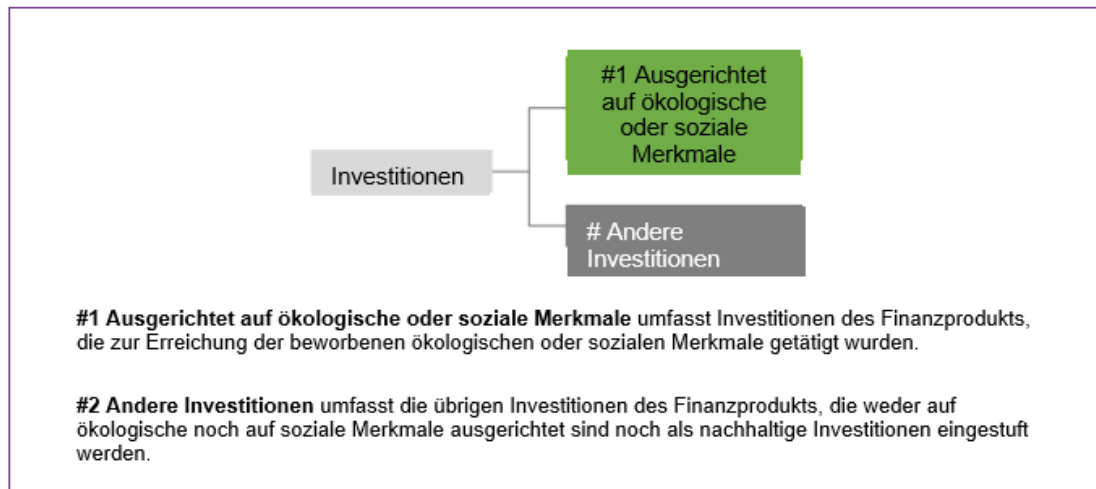 #1 Ausgerichtet
auf ökologische
oder soziale
Merkmale
Investitionen
# Andere
Investitionen
#1 Ausgerichtet auf ökologische oder soziale Merkmale umfasst Investitionen des Finanzprodukts,
die zur Erreichung der beworbenen ökologischen oder sozialen Merkmale getätigt wurden.
#2 Andere Investitionen umfasst die übrigen Investitionen des Finanzprodukts, die weder auf
ökologische noch auf soziale Merkmale ausgerichtet sind noch als nachhaltige Investitionen eingestuft
werden.